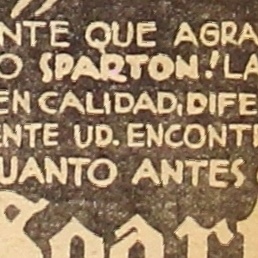 NTE QUE AGRA
O SPARTON! LA
EN CALIDAD, DIFE
ENTE UD. ENCONT
UANTO ANTES